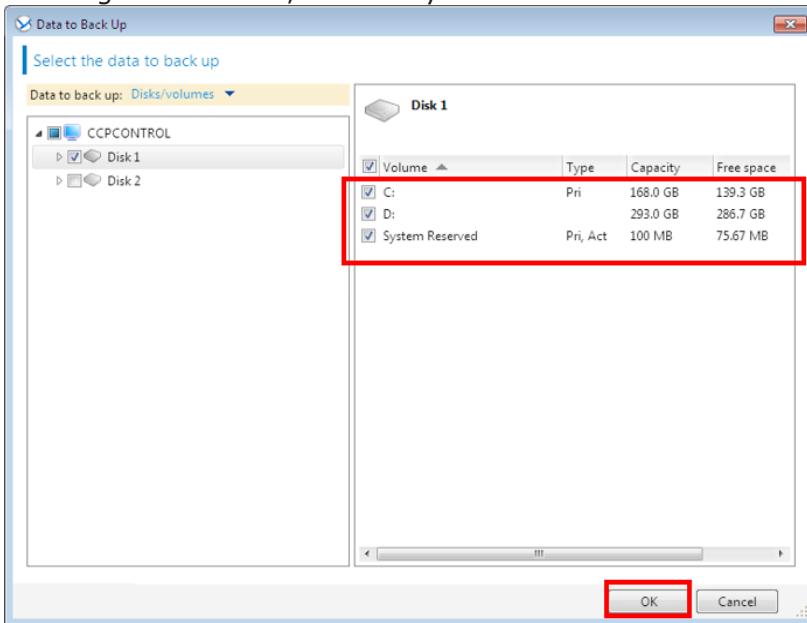 Data to Back Up
Select the data to back up
Data to back up: Disks/volumes
CCPCONTROL
Disk 1
Disk 2
Disk 1
Volume Type Capacity Free space
C: Pri 168.0 GB 139.3 GB
D: 293.0 GB 286.7 GB
System Reserved Pri, Act 100 MB 75.67 MB
OK Cancel